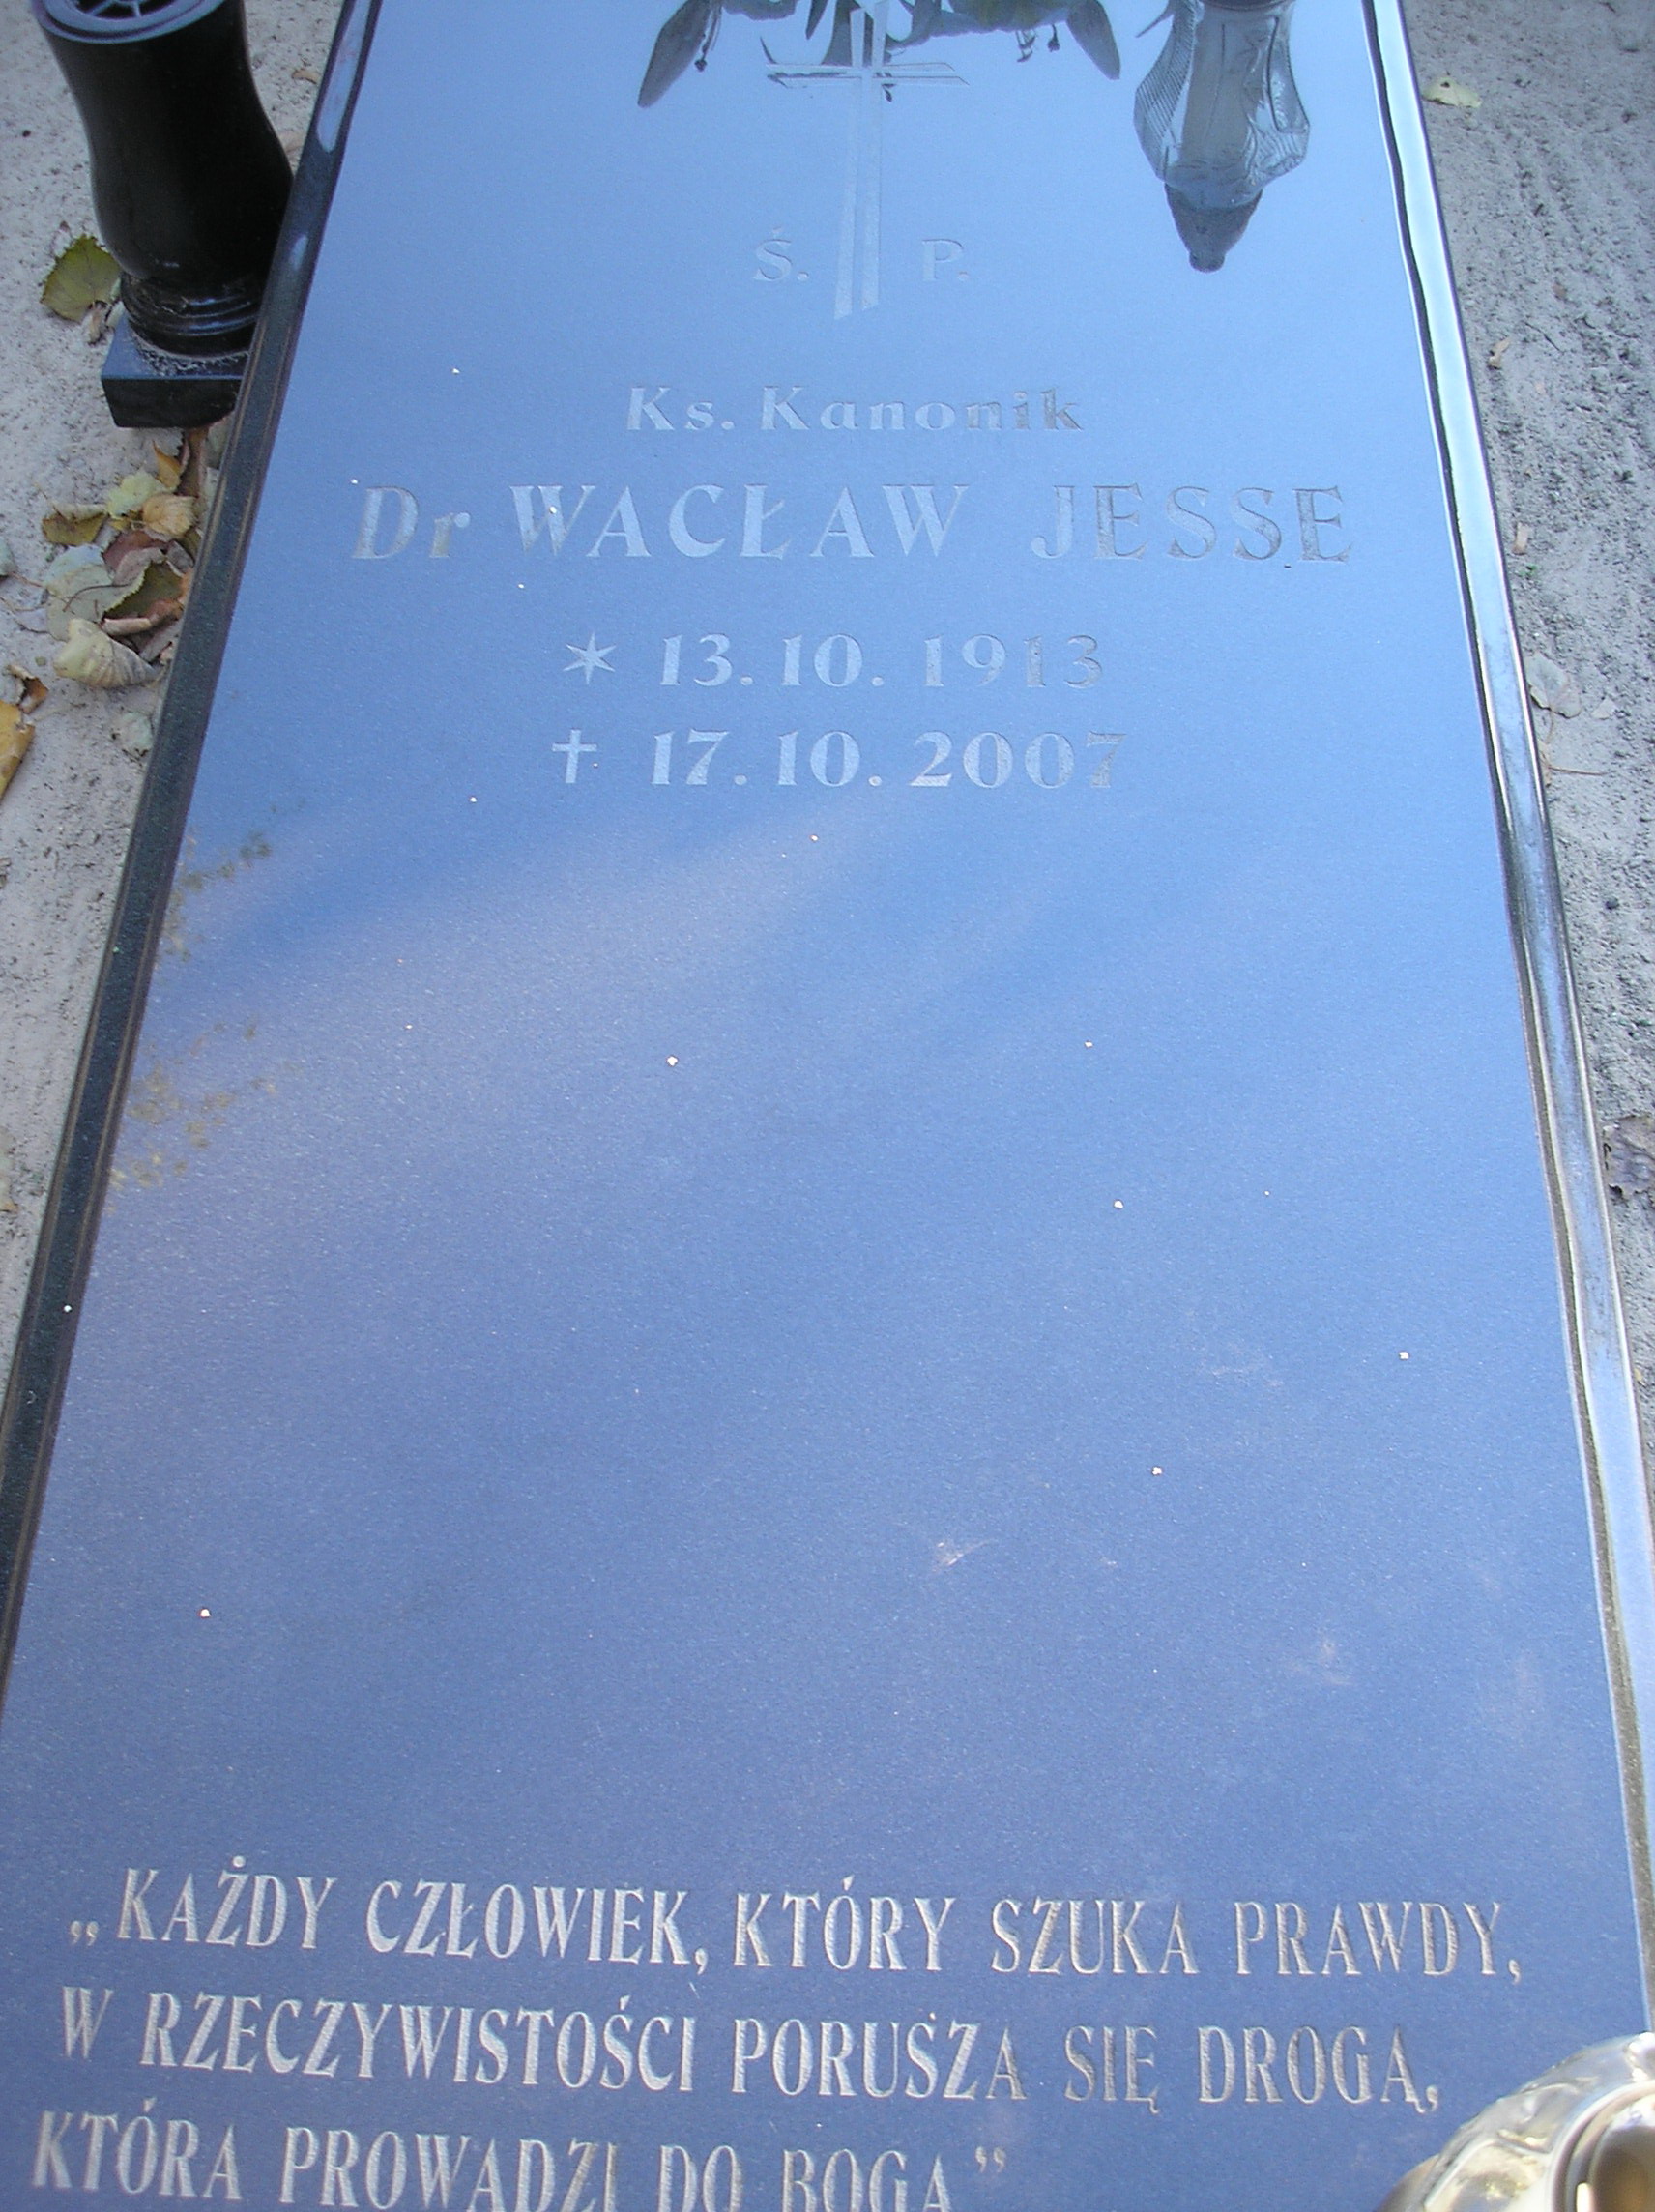 Ś. P.
Ks. Kanonik
Dr WACŁAW JESSE
✶ 13.10.1913
✝ 17.10.2007
„KAŻDY CZŁOWIEK, KTÓRY SZUKA PRAWDY,
W RZECZYWISTOŚCI PORUSZA SIĘ DROGĄ,
KTÓRA PROWADZI DO BOGA”